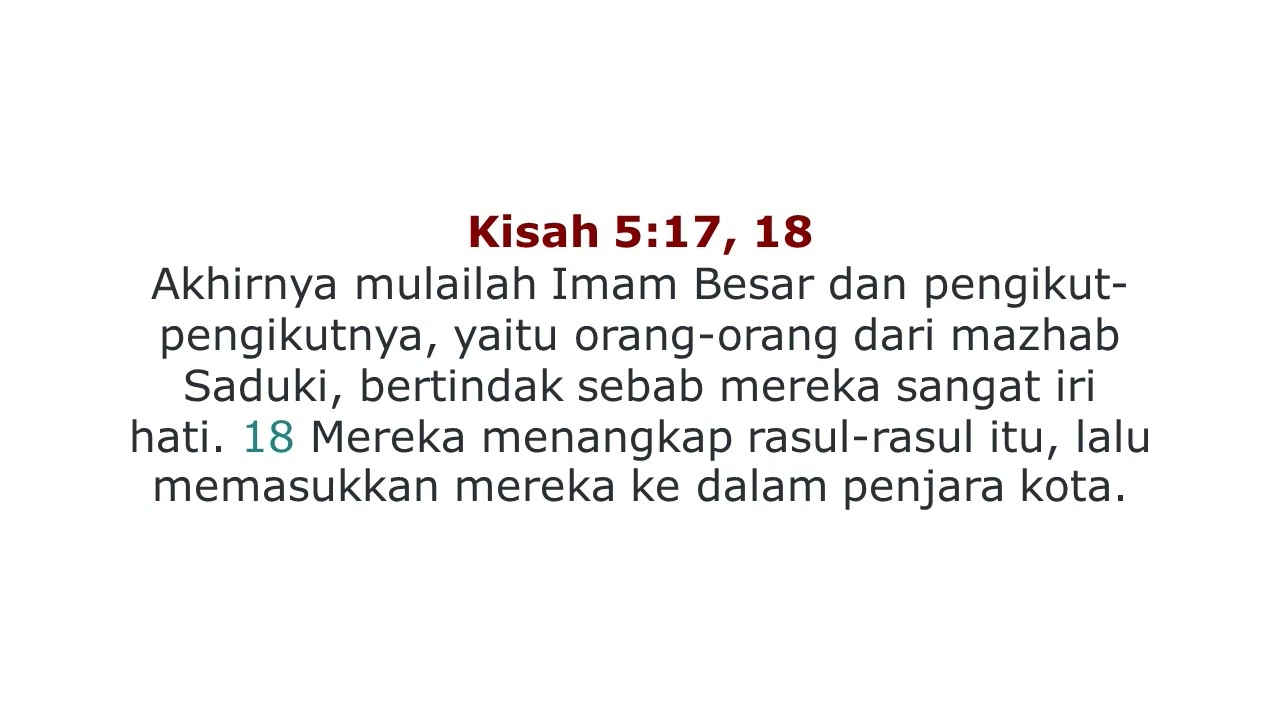 Kisah 5:17, 18
Akhirnya mulailah Imam Besar dan pengikut-
pengikutnya, yaitu orang-orang dari mazhab
Saduki, bertindak sebab mereka sangat iri
hati. 18 Mereka menangkap rasul-rasul itu, lalu
memasukkan mereka ke dalam penjara kota.